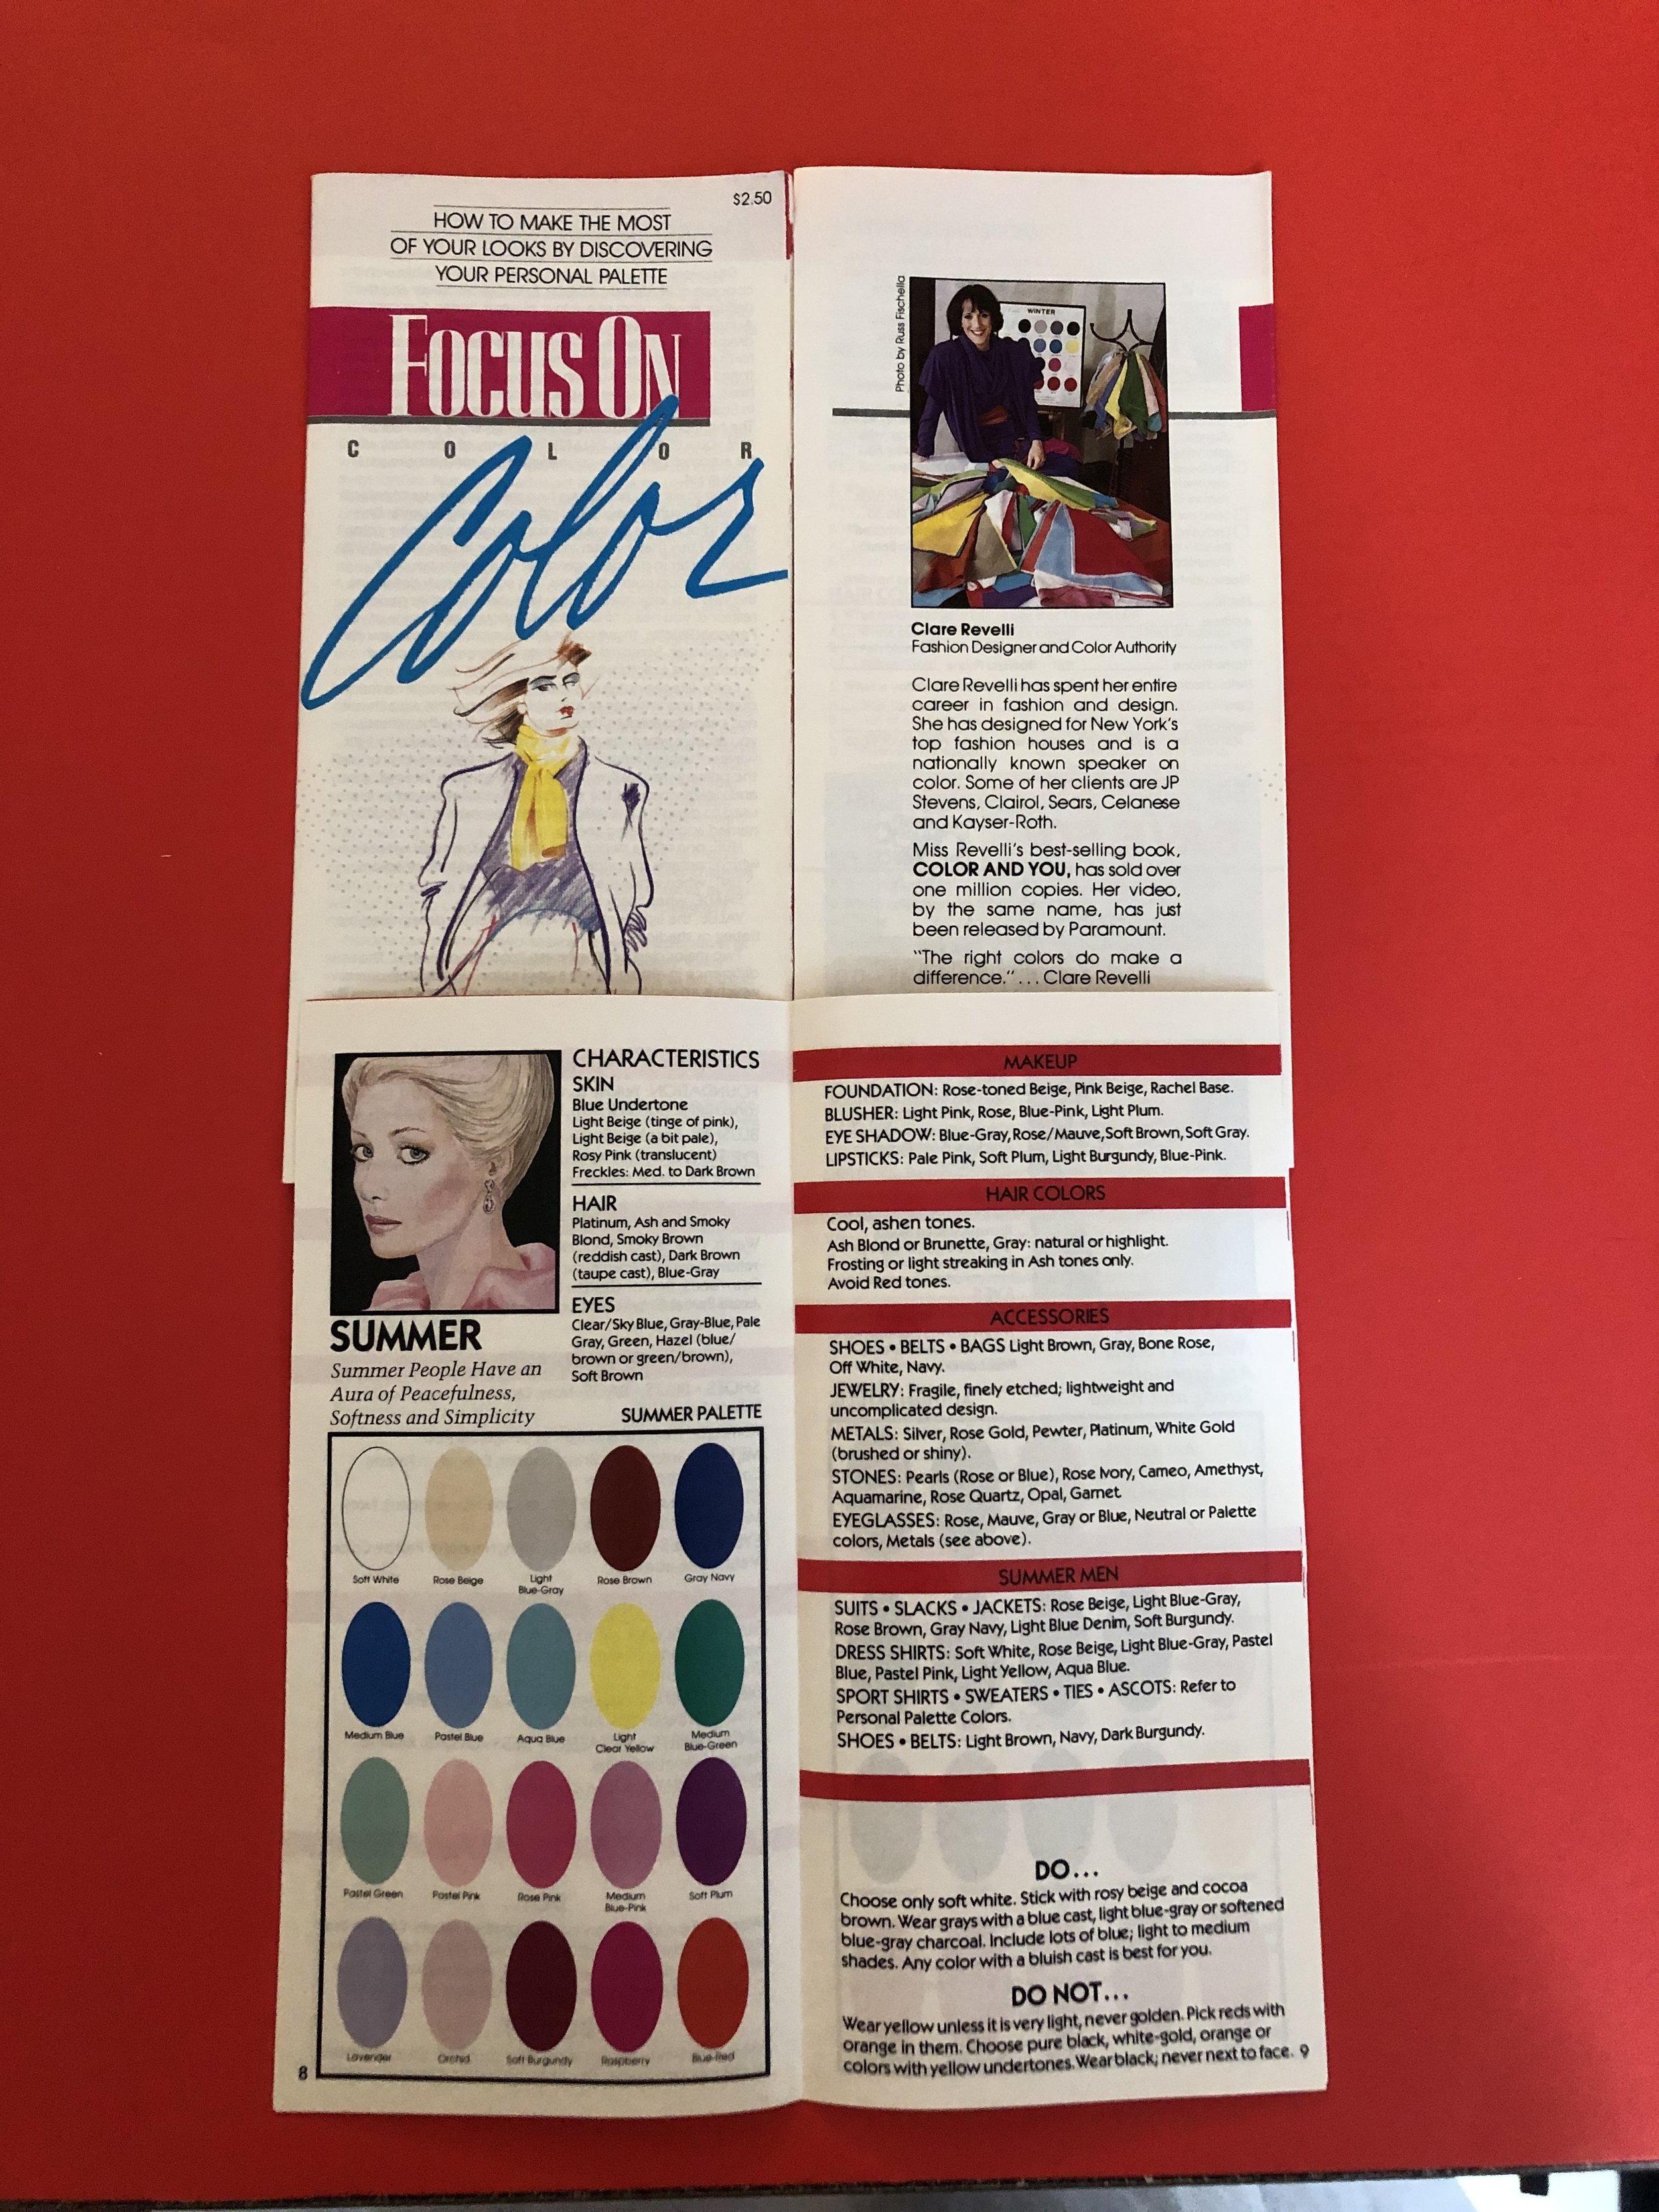 $2.50
HOW TO MAKE THE MOST
OF YOUR LOOKS BY DISCOVERING
YOUR PERSONAL PALETTE
FOCUS ON
COLOR
Color
Photo by Russ Fischella
WINTER
Clare Revelli
Fashion Designer and Color Authority
Clare Revelli has spent her entire
career in fashion and design.
She has designed for New York's
top fashion houses and is a
nationally known speaker on
color. Some of her clients are JP
Stevens, Clairol, Sears, Celanese
and Kayser-Roth.
Miss Revelli's best-selling book,
COLOR AND YOU, has sold over
one million copies. Her video,
by the same name, has just
been released by Paramount.
"The right colors do make a
difference." ... Clare Revelli
CHARACTERISTICS
SKIN
Blue Undertone
Light Beige (tinge of pink),
Light Beige (a bit pale),
Rosy Pink (translucent)
Freckles: Med. to Dark Brown
HAIR
Platinum, Ash and Smoky
Blond, Smoky Brown
(reddish cast), Dark Brown
(taupe cast), Blue-Gray
EYES
Clear/Sky Blue, Gray-Blue, Pale
Gray, Green, Hazel (blue/
brown or green/brown),
Soft Brown
SUMMER
Summer People Have an
Aura of Peacefulness,
Softness and Simplicity
SUMMER PALETTE
Soft White
Rose Beige
Light
Blue-Gray
Rose Brown
Gray Navy
Medium Blue
Pastel Blue
Aqua Blue
Light
Clear Yellow
Medium
Blue-Green
Pastel Green
Pastel Pink
Rose Pink
Medium
Blue-Pink
Soft Plum
Lavender
Orchid
Soft Burgundy
Raspberry
Blue-Red
8
MAKEUP
FOUNDATION: Rose-toned Beige, Pink Beige, Rachel Base.
BLUSHER: Light Pink, Rose, Blue-Pink, Light Plum.
EYE SHADOW: Blue-Gray, Rose/Mauve, Soft Brown, Soft Gray.
LIPSTICKS: Pale Pink, Soft Plum, Light Burgundy, Blue-Pink.
HAIR COLORS
Cool, ashen tones.
Ash Blond or Brunette, Gray: natural or highlight.
Frosting or light streaking in Ash tones only.
Avoid Red tones.
ACCESSORIES
SHOES • BELTS • BAGS Light Brown, Gray, Bone Rose,
Off White, Navy.
JEWELRY: Fragile, finely etched; lightweight and
uncomplicated design.
METALS: Silver, Rose Gold, Pewter, Platinum, White Gold
(brushed or shiny).
STONES: Pearls (Rose or Blue), Rose Ivory, Cameo, Amethyst,
Aquamarine, Rose Quartz, Opal, Garnet
EYEGLASSES: Rose, Mauve, Gray or Blue, Neutral or Palette
colors, Metals (see above).
SUMMER MEN
SUITS • SLACKS • JACKETS: Rose Beige, Light Blue-Gray,
Rose Brown, Gray Navy, Light Blue Denim, Soft Burgundy.
DRESS SHIRTS: Soft White, Rose Beige, Light Blue-Gray, Pastel
Blue, Pastel Pink, Light Yellow, Aqua Blue.
SPORT SHIRTS • SWEATERS • TIES • ASCOTS: Refer to
Personal Palette Colors.
SHOES • BELTS: Light Brown, Navy, Dark Burgundy.
DO...
Choose only soft white. Stick with rosy beige and cocoa
brown. Wear grays with a blue cast, light blue-gray or softened
blue-gray charcoal. Include lots of blue; light to medium
shades. Any color with a bluish cast is best for you.
DO NOT...
Wear yellow unless it is very light, never golden. Pick reds with
orange in them. Choose pure black, white-gold, orange or
colors with yellow undertones. Wear black; never next to face.
9